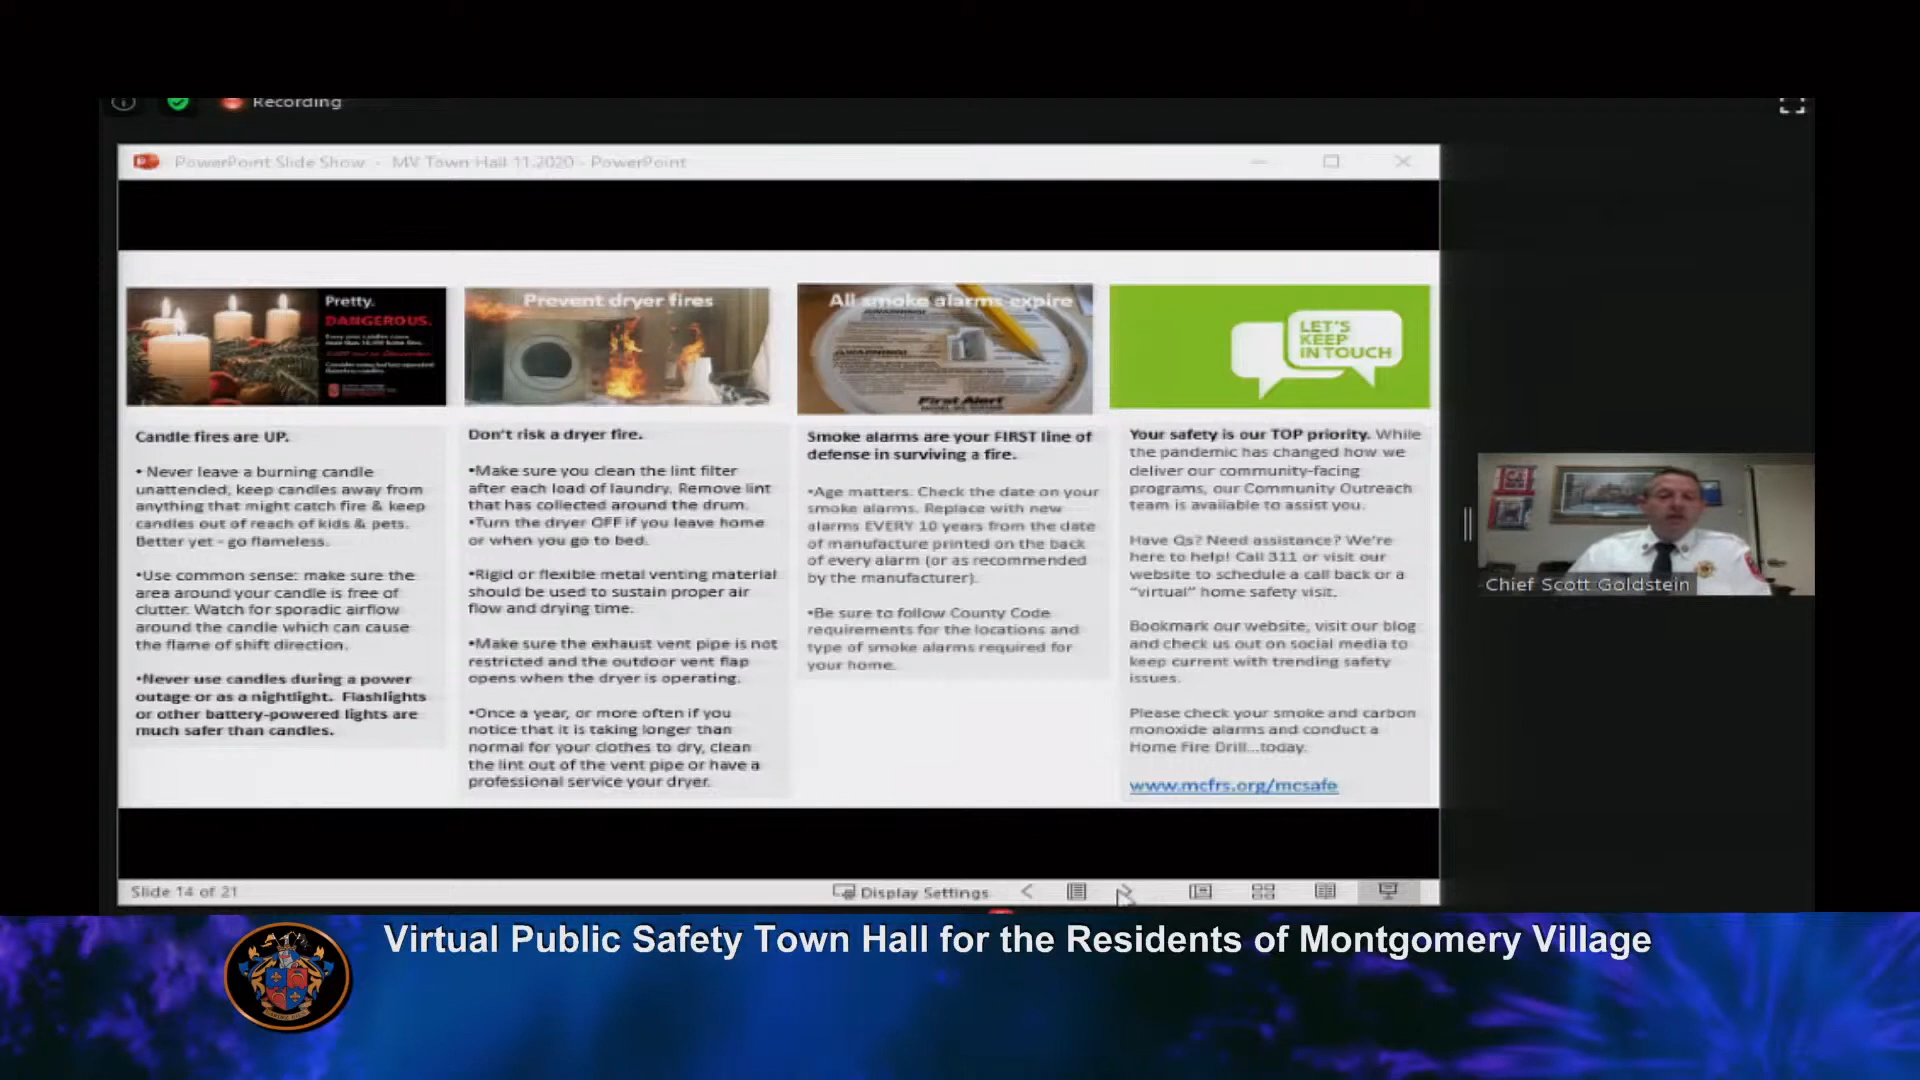 Recording
PowerPoint Slide Show - MV Town Hall 11.2020 - PowerPoint
Pretty.
DANGEROUS.
Prevent dryer fires
All smoke alarms expire
First Alert
LET'S
KEEP
IN TOUCH
Candle fires are UP.
• Never leave a burning candle
unattended, keep candles away from
anything that might catch fire & keep
candles out of reach of kids & pets.
Better yet - go flameless.
•Use common sense: make sure the
area around your candle is free of
clutter. Watch for sporadic airflow
around the candle which can cause
the flame of shift direction.
•Never use candles during a power
outage or as a nightlight. Flashlights
or other battery-powered lights are
much safer than candles.
Don't risk a dryer fire.
•Make sure you clean the lint filter
after each load of laundry. Remove lint
that has collected around the drum.
•Turn the dryer OFF if you leave home
or when you go to bed.
•Rigid or flexible metal venting material
should be used to sustain proper air
flow and drying time.
•Make sure the exhaust vent pipe is not
restricted and the outdoor vent flap
opens when the dryer is operating.
•Once a year, or more often if you
notice that it is taking longer than
normal for your clothes to dry, clean
the lint out of the vent pipe or have a
professional service your dryer.
Smoke alarms are your FIRST line of
defense in surviving a fire.
•Age matters. Check the date on your
smoke alarms. Replace with new
alarms EVERY 10 years from the date
of manufacture printed on the back
of every alarm (or as recommended
by the manufacturer).
•Be sure to follow County Code
requirements for the locations and
type of smoke alarms required for
your home.
Your safety is our TOP priority. While
the pandemic has changed how we
deliver our community-facing
programs, our Community Outreach
team is available to assist you.
Have Qs? Need assistance? We're
here to help! Call 311 or visit our
website to schedule a call back or a
"virtual" home safety visit.
Bookmark our website, visit our blog
and check us out on social media to
keep current with trending safety
issues.
Please check your smoke and carbon
monoxide alarms and conduct a
Home Fire Drill...today.
www.mcfrs.org/mcsafe
Chief Scott Goldstein
Slide 14 of 21
Display Settings
Virtual Public Safety Town Hall for the Residents of Montgomery Village